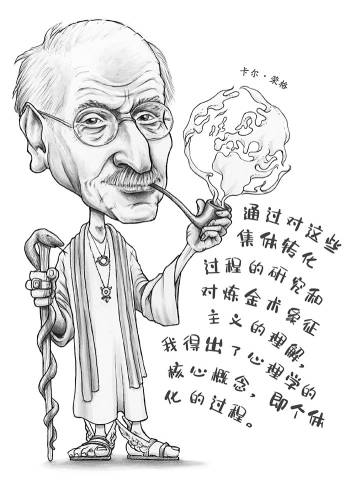 卡尔·荣格
通过对这些
集体转化
过程的研究和
对炼金术象征
主义的理解，
我得出了心理学的
核心概念，即个体
化的过程。